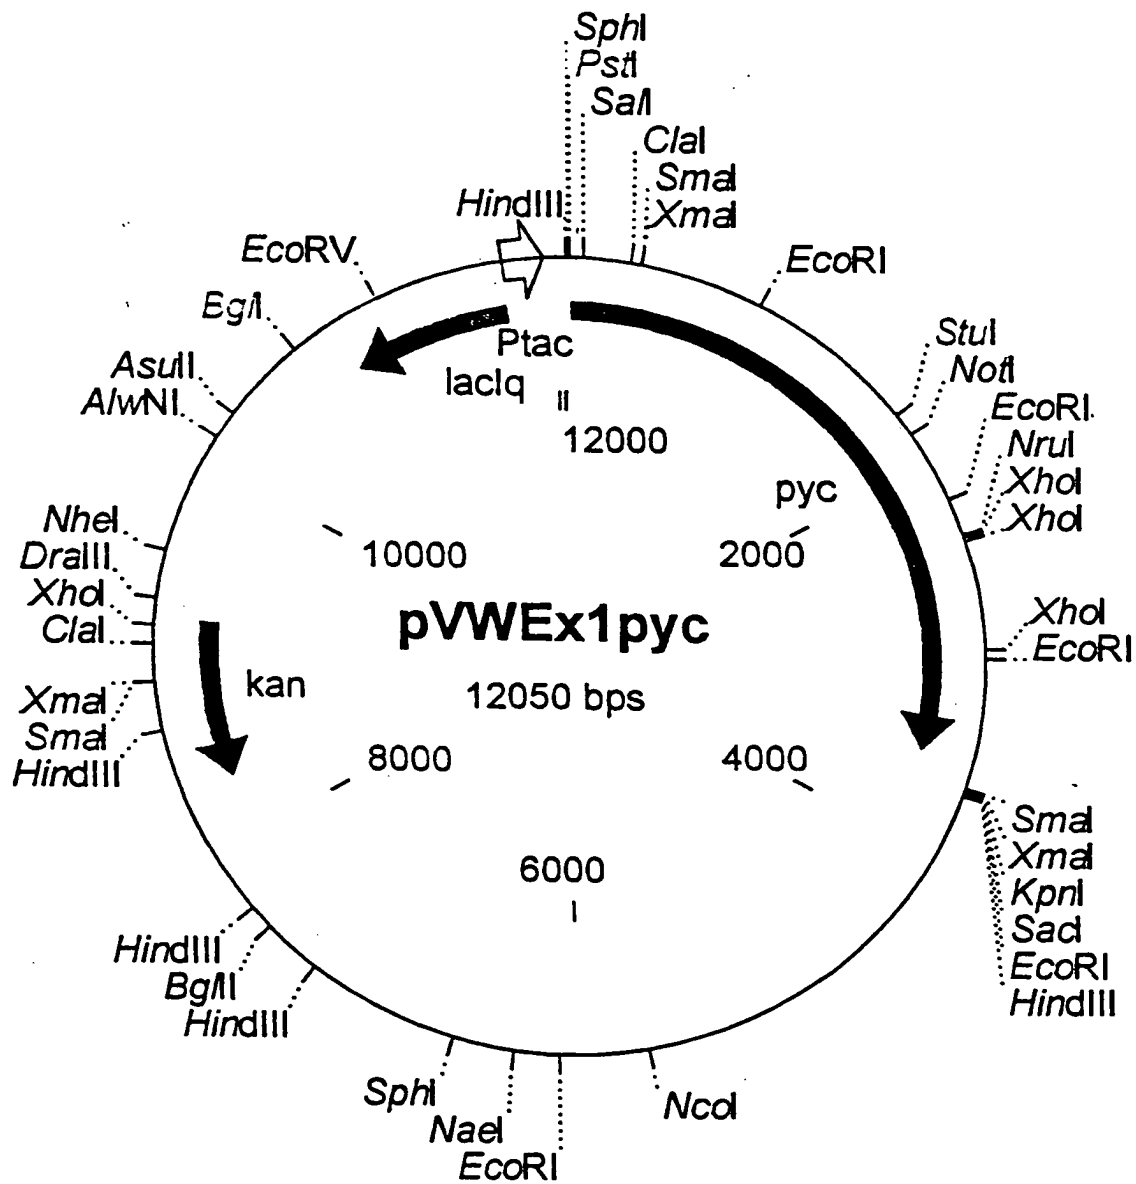 SphI
PstI
SalI
ClaI
SmaI
XmaI
HindIII
EcoRV
EcoRI
BglI
StuI
AsuII
NotI
AlwNI
EcoRI
NruI
XhoI
XhoI
Ptac
lacIq
12000
pyc
NheI
DraIII
10000
2000
XhoI
ClaI
pVWEx1pyc
XhoI
EcoRI
kan
12050 bps
XmaI
SmaI
HindIII
8000
4000
SmaI
XmaI
KpnI
SacI
EcoRI
HindIII
6000
HindIII
BglII
HindIII
SphI
NaeI
EcoRI
NcoI